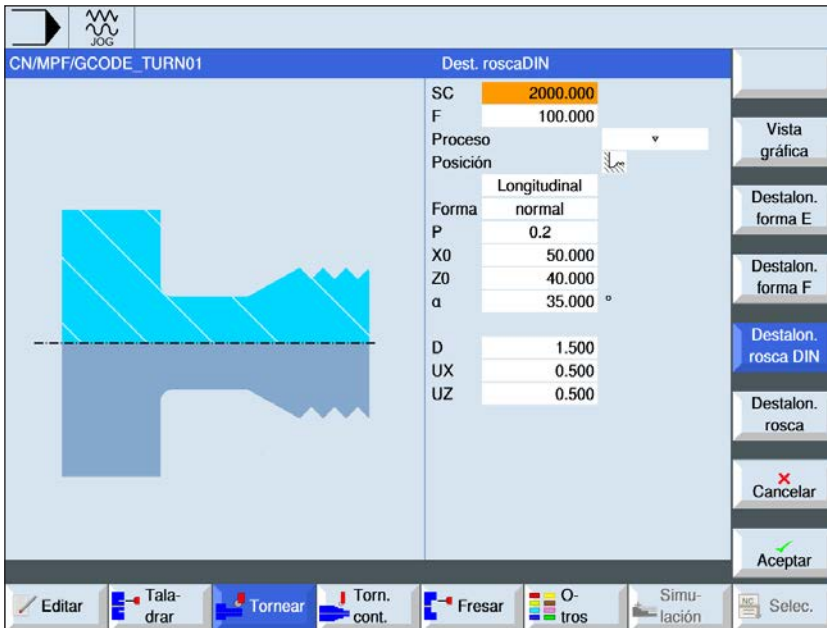 JOG
CN/MPF/GCODE_TURN01
Dest. roscaDIN
SC 2000.000
F 100.000
Proceso ▿
Posición
Longitudinal
Forma normal
P 0.2
X0 50.000
Z0 40.000
α 35.000 °
D 1.500
UX 0.500
UZ 0.500
Vista
gráfica
Destalon.
forma E
Destalon.
forma F
Destalon.
rosca DIN
Destalon.
rosca
Cancelar
Aceptar
Editar
Tala-
drar
Tornear
Torn.
cont.
Fresar
O-
tros
Simu-
lación
NC
Selec.